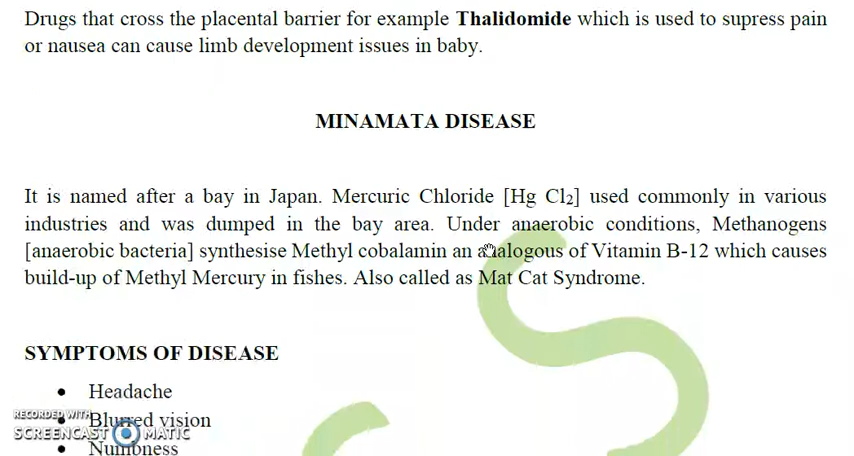 Drugs that cross the placental barrier for example Thalidomide which is used to supress pain
or nausea can cause limb development issues in baby.
MINAMATA DISEASE
It is named after a bay in Japan. Mercuric Chloride [Hg Cl2] used commonly in various
industries and was dumped in the bay area. Under anaerobic conditions, Methanogens
[anaerobic bacteria] synthesise Methyl cobalamin an analogous of Vitamin B-12 which causes
build-up of Methyl Mercury in fishes. Also called as Mat Cat Syndrome.
SYMPTOMS OF DISEASE
• Headache
• Blurred vision
• Numbness
RECORDED WITH
SCREENCAST MATIC